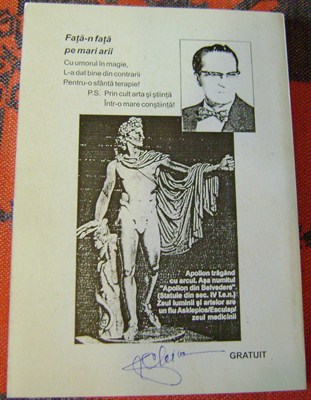 Față-n față
pe mari arii
Cu umorul în magie,
L-a dat bine din contrarii
Pentru-o sfântă terapie!
P.S. Prin cult arta și știință
Într-o mare conștiință!
Apollon trăgând
cu arcul. Așa numitul
"Apollon din Belvedere"
(Statuie din sec. IV î.e.n.)
Zeul luminii și artelor are
un fiu Asklepios/Esculap/
zeul medicinii
GRATUIT